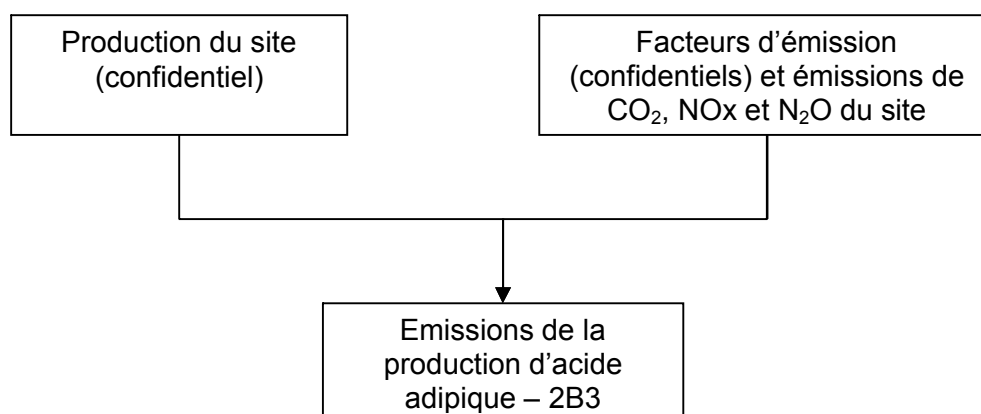 Production du site
(confidentiel)
Facteurs d’émission
(confidentiels) et émissions de
CO₂, NOx et N₂O du site
Emissions de la
production d’acide
adipique – 2B3